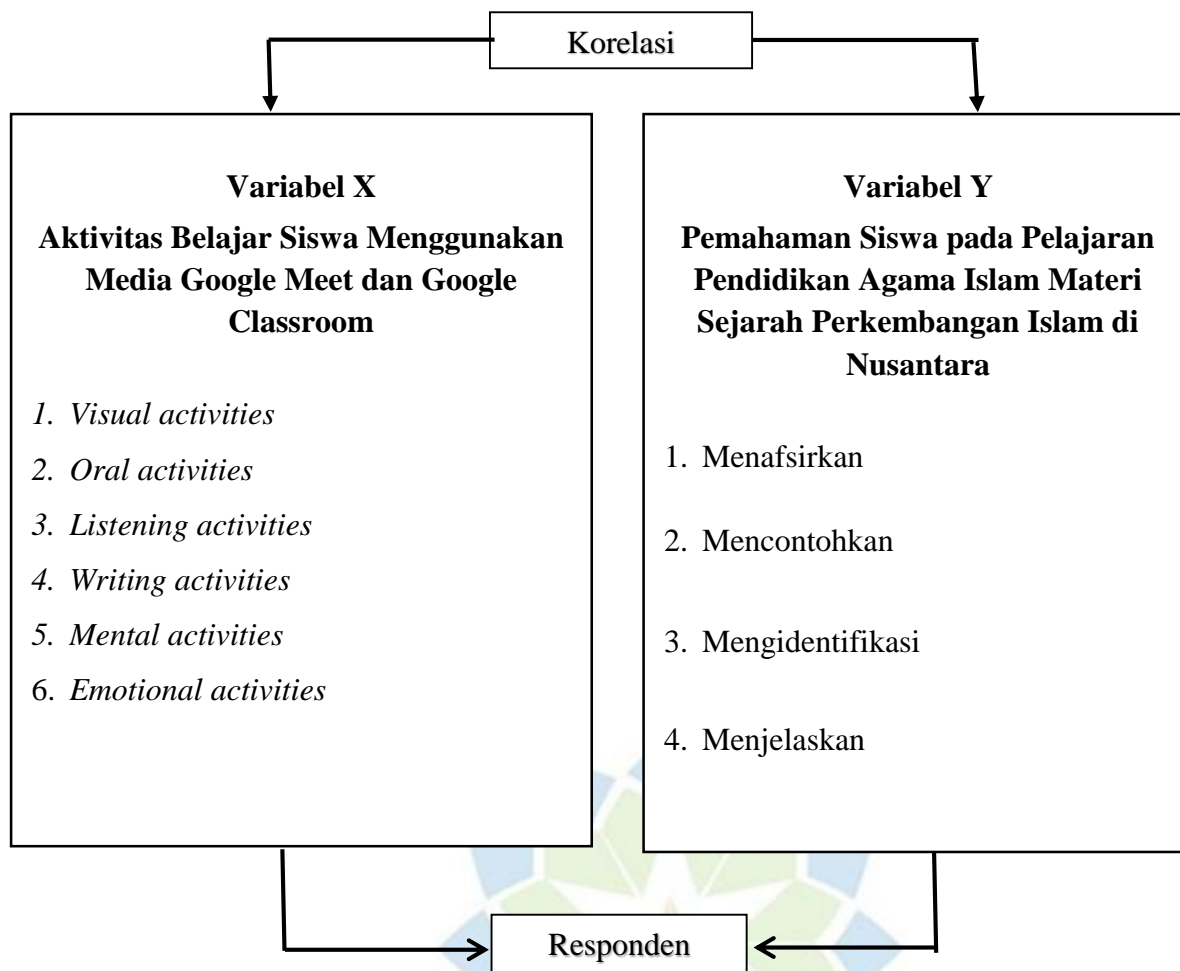 Korelasi
Variabel X
Aktivitas Belajar Siswa Menggunakan
Media Google Meet dan Google
Classroom
1. Visual activities
2. Oral activities
3. Listening activities
4. Writing activities
5. Mental activities
6. Emotional activities
Variabel Y
Pemahaman Siswa pada Pelajaran
Pendidikan Agama Islam Materi
Sejarah Perkembangan Islam di
Nusantara
1. Menafsirkan
2. Mencontohkan
3. Mengidentifikasi
4. Menjelaskan
Responden